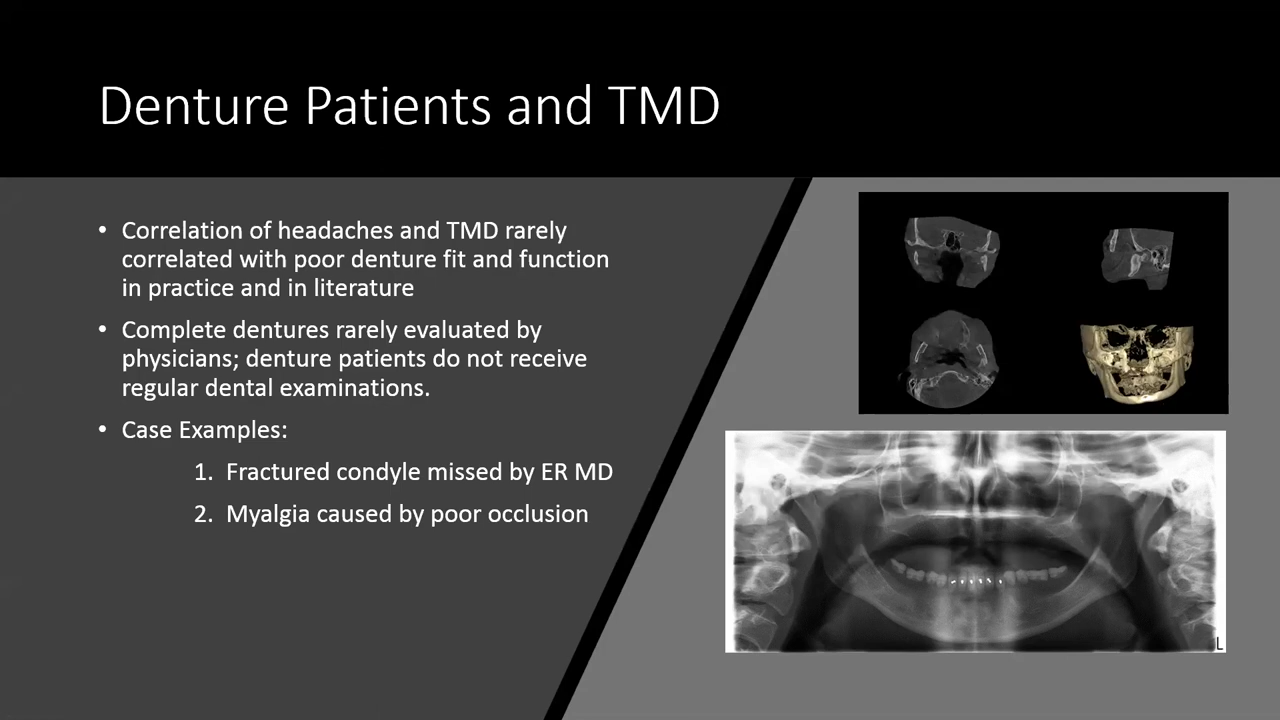 Denture Patients and TMD
• Correlation of headaches and TMD rarely
correlated with poor denture fit and function
in practice and in literature
• Complete dentures rarely evaluated by
physicians; denture patients do not receive
regular dental examinations.
• Case Examples:
1. Fractured condyle missed by ER MD
2. Myalgia caused by poor occlusion
L